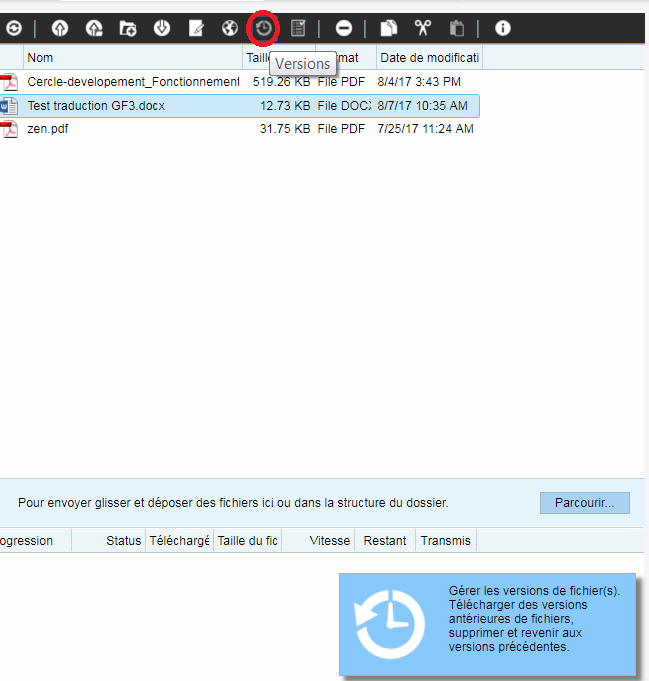 Nom Taill mat Date de modificati
Versions
Cercle-developement_Fonctionnement 519.26 KB File PDF 8/4/17 3:43 PM
Test traduction GF3.docx 12.73 KB File DOCX 8/7/17 10:35 AM
zen.pdf 31.75 KB File PDF 7/25/17 11:24 AM
Pour envoyer glisser et déposer des fichiers ici ou dans la structure du dossier. Parcourir...
ogression Status Téléchargé Taille du fic Vitesse Restant Transmis
Gérer les versions de fichier(s).
Télécharger des versions
antérieures de fichiers,
supprimer et revenir aux
versions précédentes.